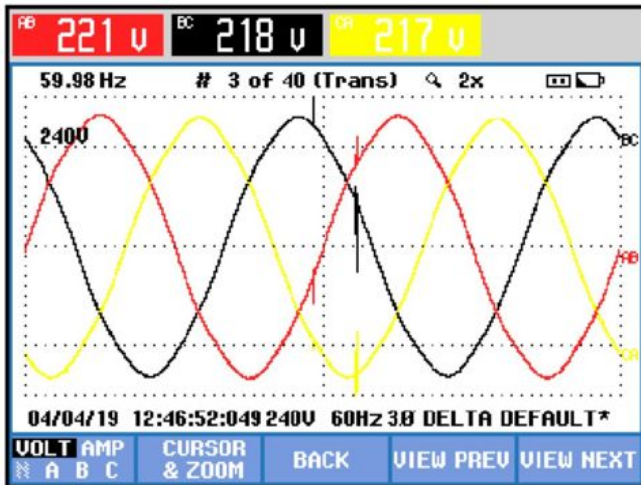 AB 221 V BC 218 V CA 217 V
59.98 Hz # 3 of 40 (Trans) 2x
240V
BC
AB
CA
04/04/19 12:46:52:049 240V 60Hz 3Ø DELTA DEFAULT*
VOLT AMP CURSOR & ZOOM BACK VIEW PREV VIEW NEXT
A B C